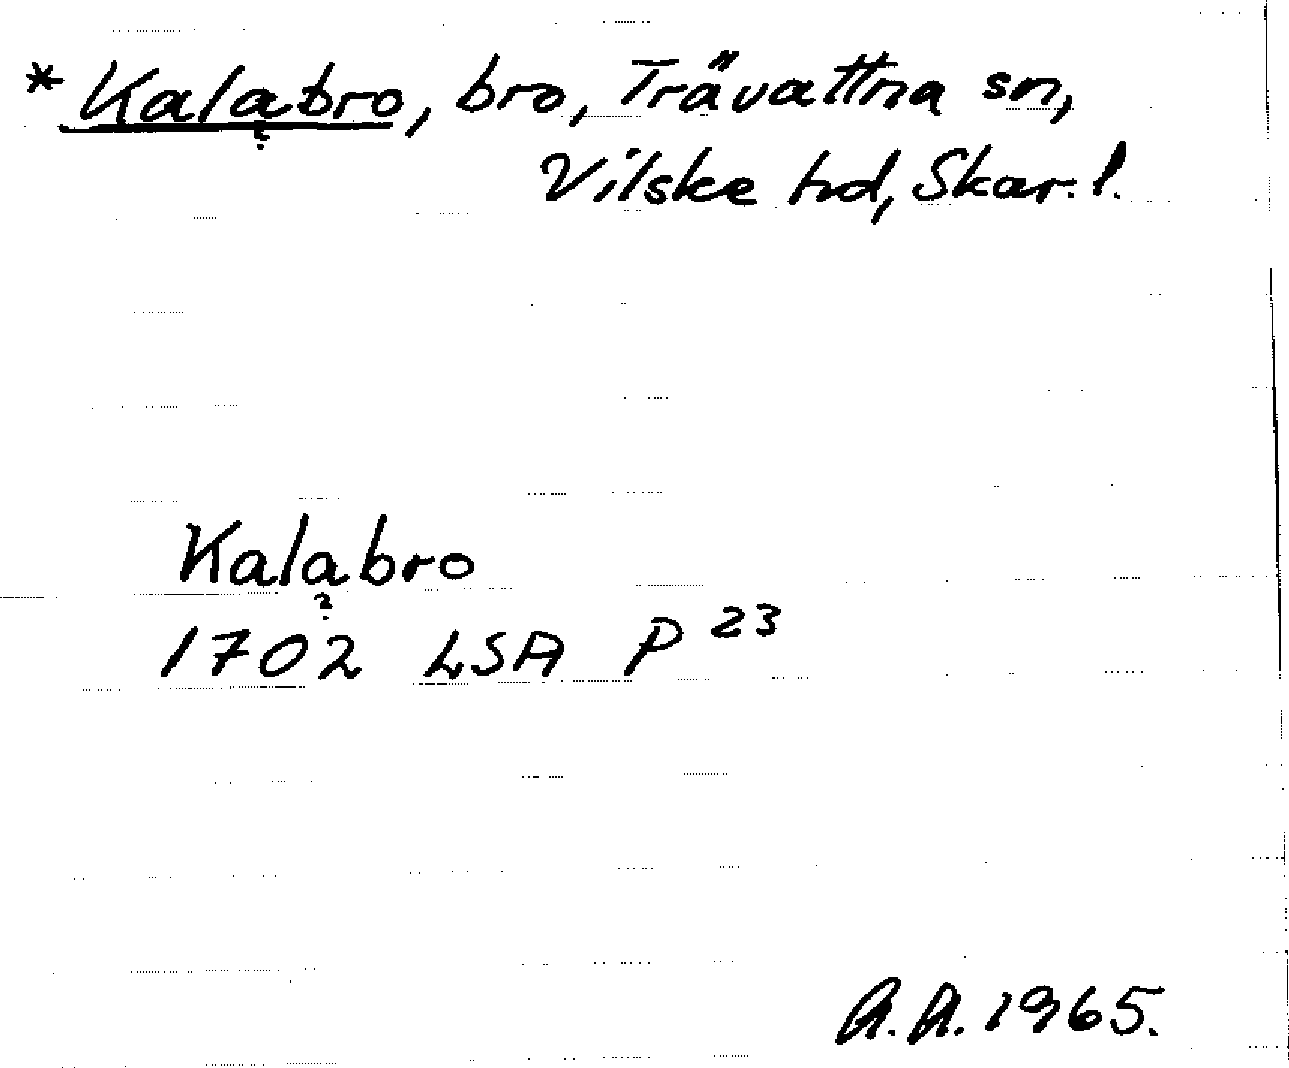 * Kalabro, bro, Trävattna sn,
?
Vilske hd, Skar. l.
Kalabro
?
1702 LSA P 23
A.A. 1965.